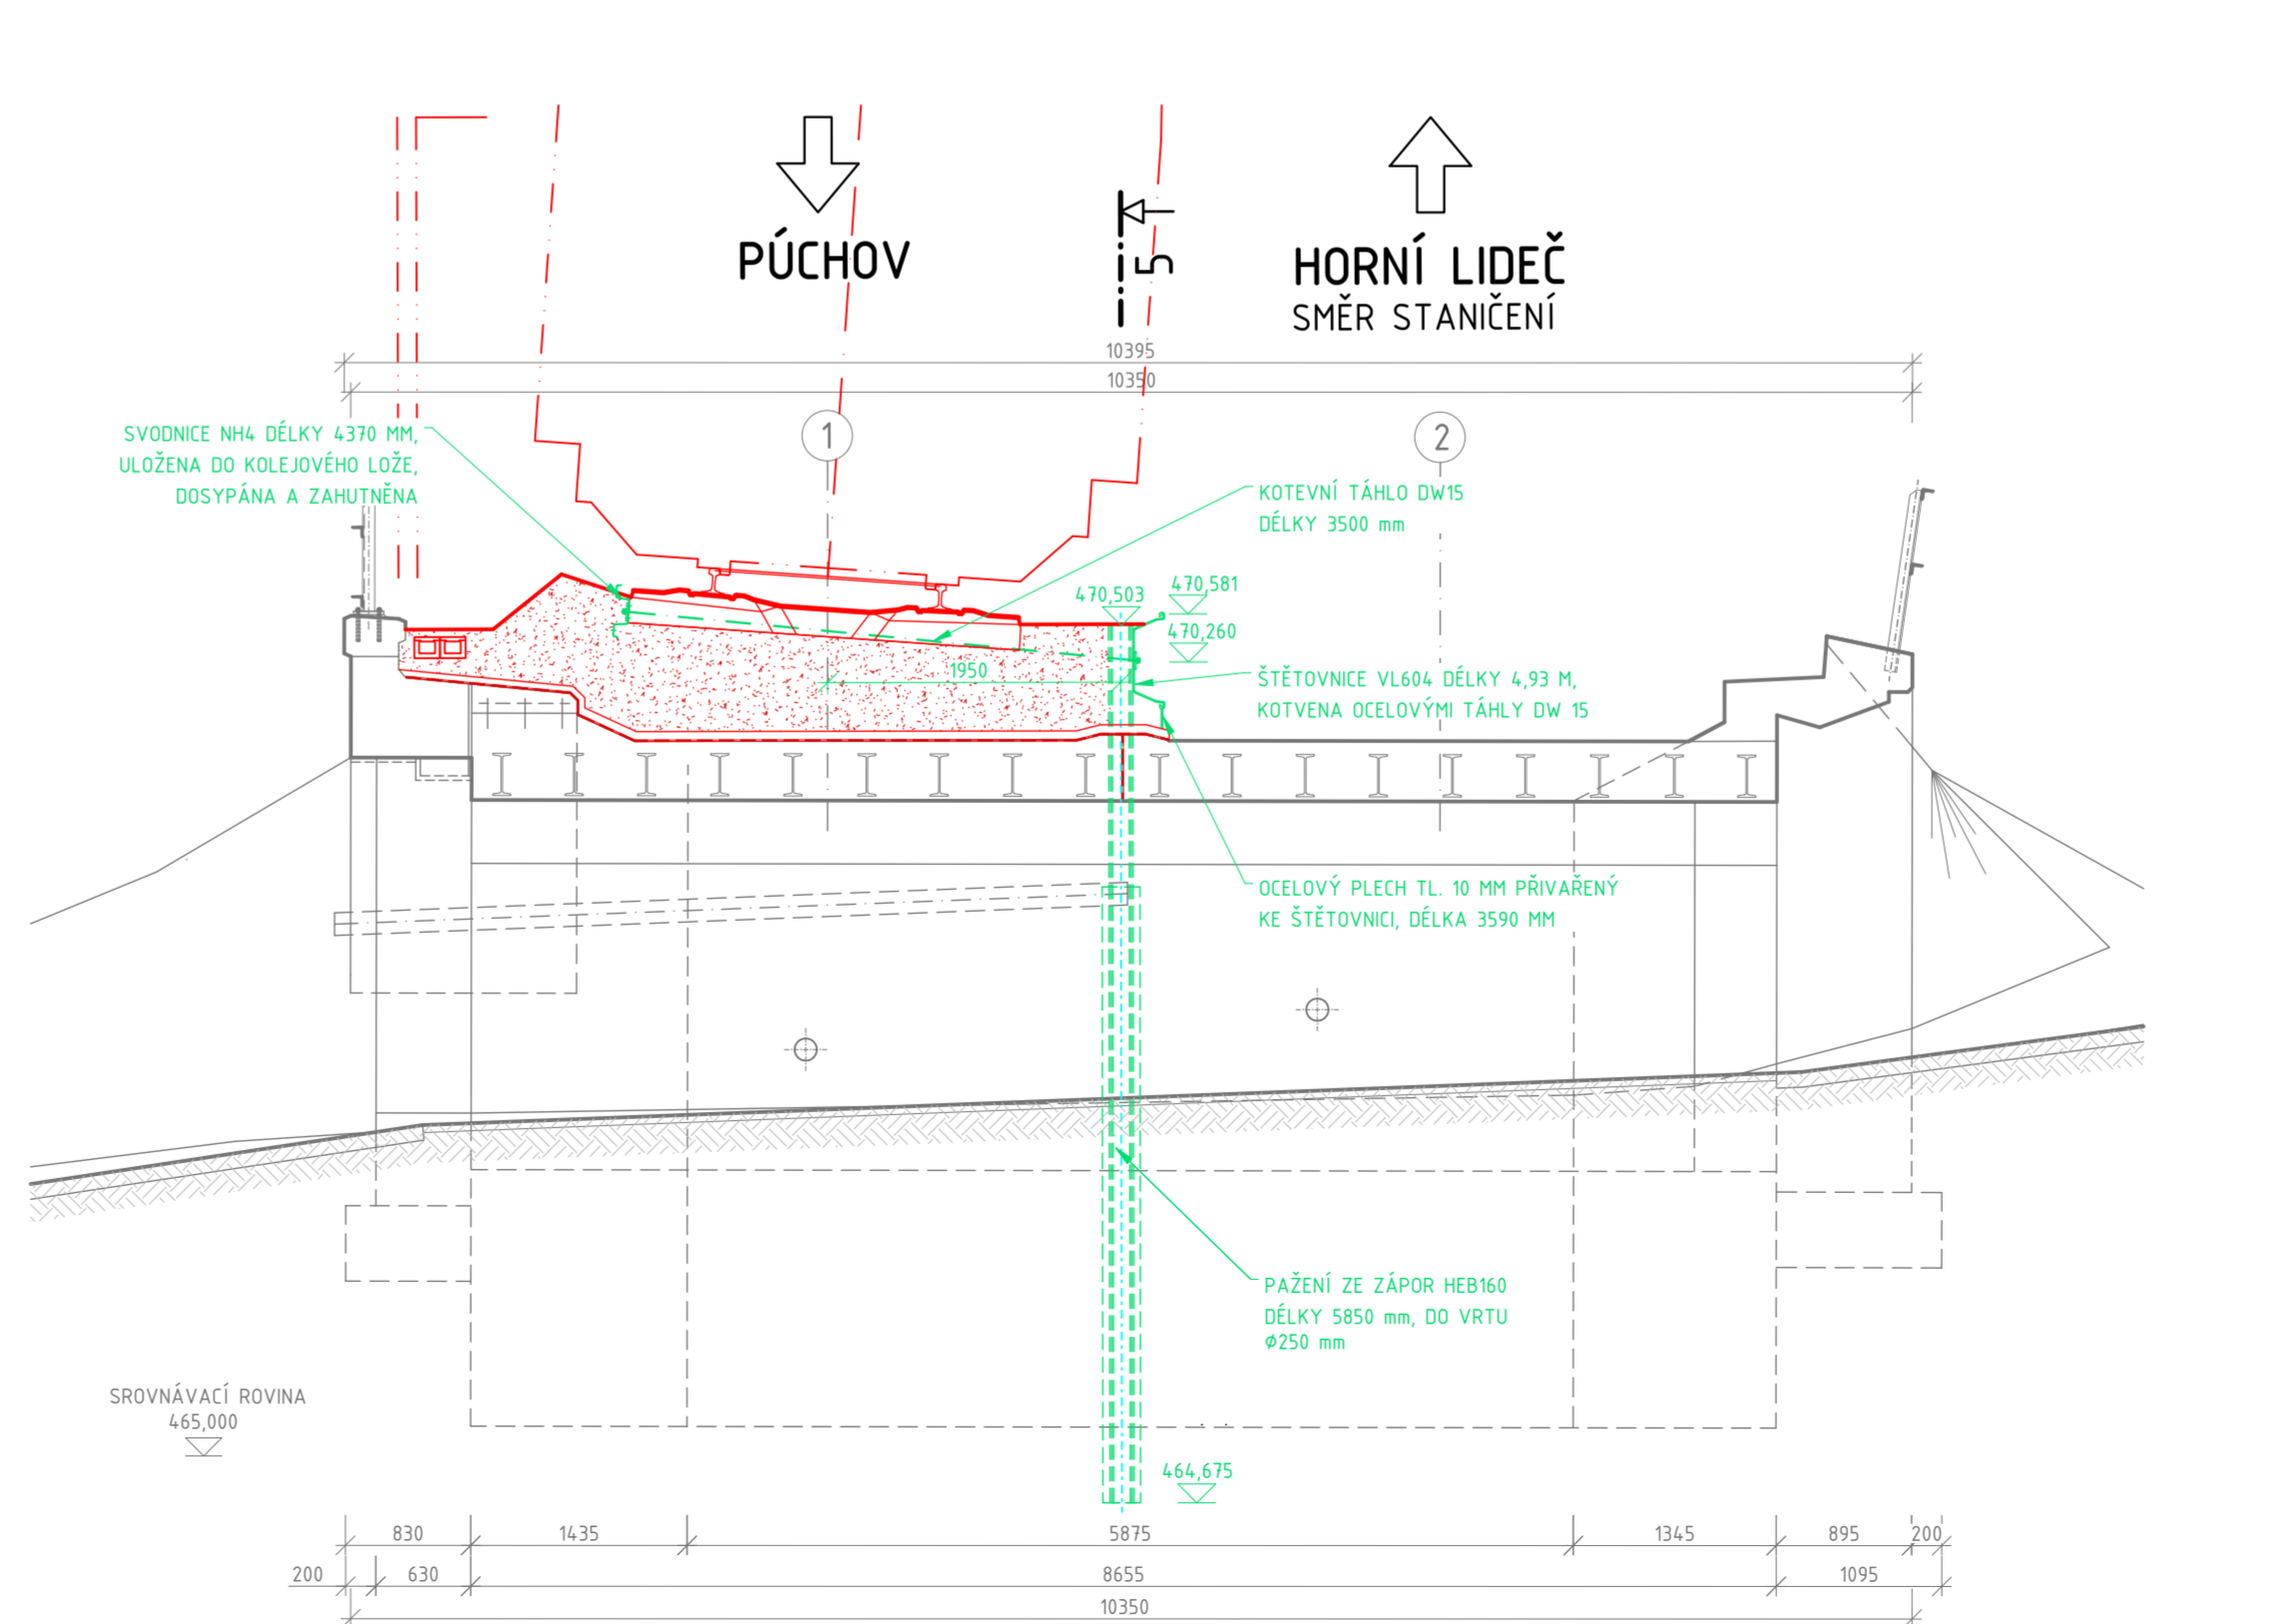 PÚCHOV
5
HORNÍ LIDEČ
SMĚR STANIČENÍ
10395
10350
SVODNICE NH4 DÉLKY 4370 MM,
ULOŽENA DO KOLEJOVÉHO LOŽE,
DOSYPÁNA A ZAHUTNĚNA
1
2
KOTEVNÍ TÁHLO DW15
DÉLKY 3500 mm
470,503
470,581
470,260
1950
ŠTĚTOVNICE VL604 DÉLKY 4,93 M,
KOTVENA OCELOVÝMI TÁHLY DW 15
OCELOVÝ PLECH TL. 10 MM PŘIVAŘENÝ
KE ŠTĚTOVNICI, DÉLKA 3590 MM
PAŽENÍ ZE ZÁPOR HEB160
DÉLKY 5850 mm, DO VRTU
Ø250 mm
SROVNÁVACÍ ROVINA
465,000
464,675
830 1435 5875 1345 895 200
200 630 8655 1095
10350